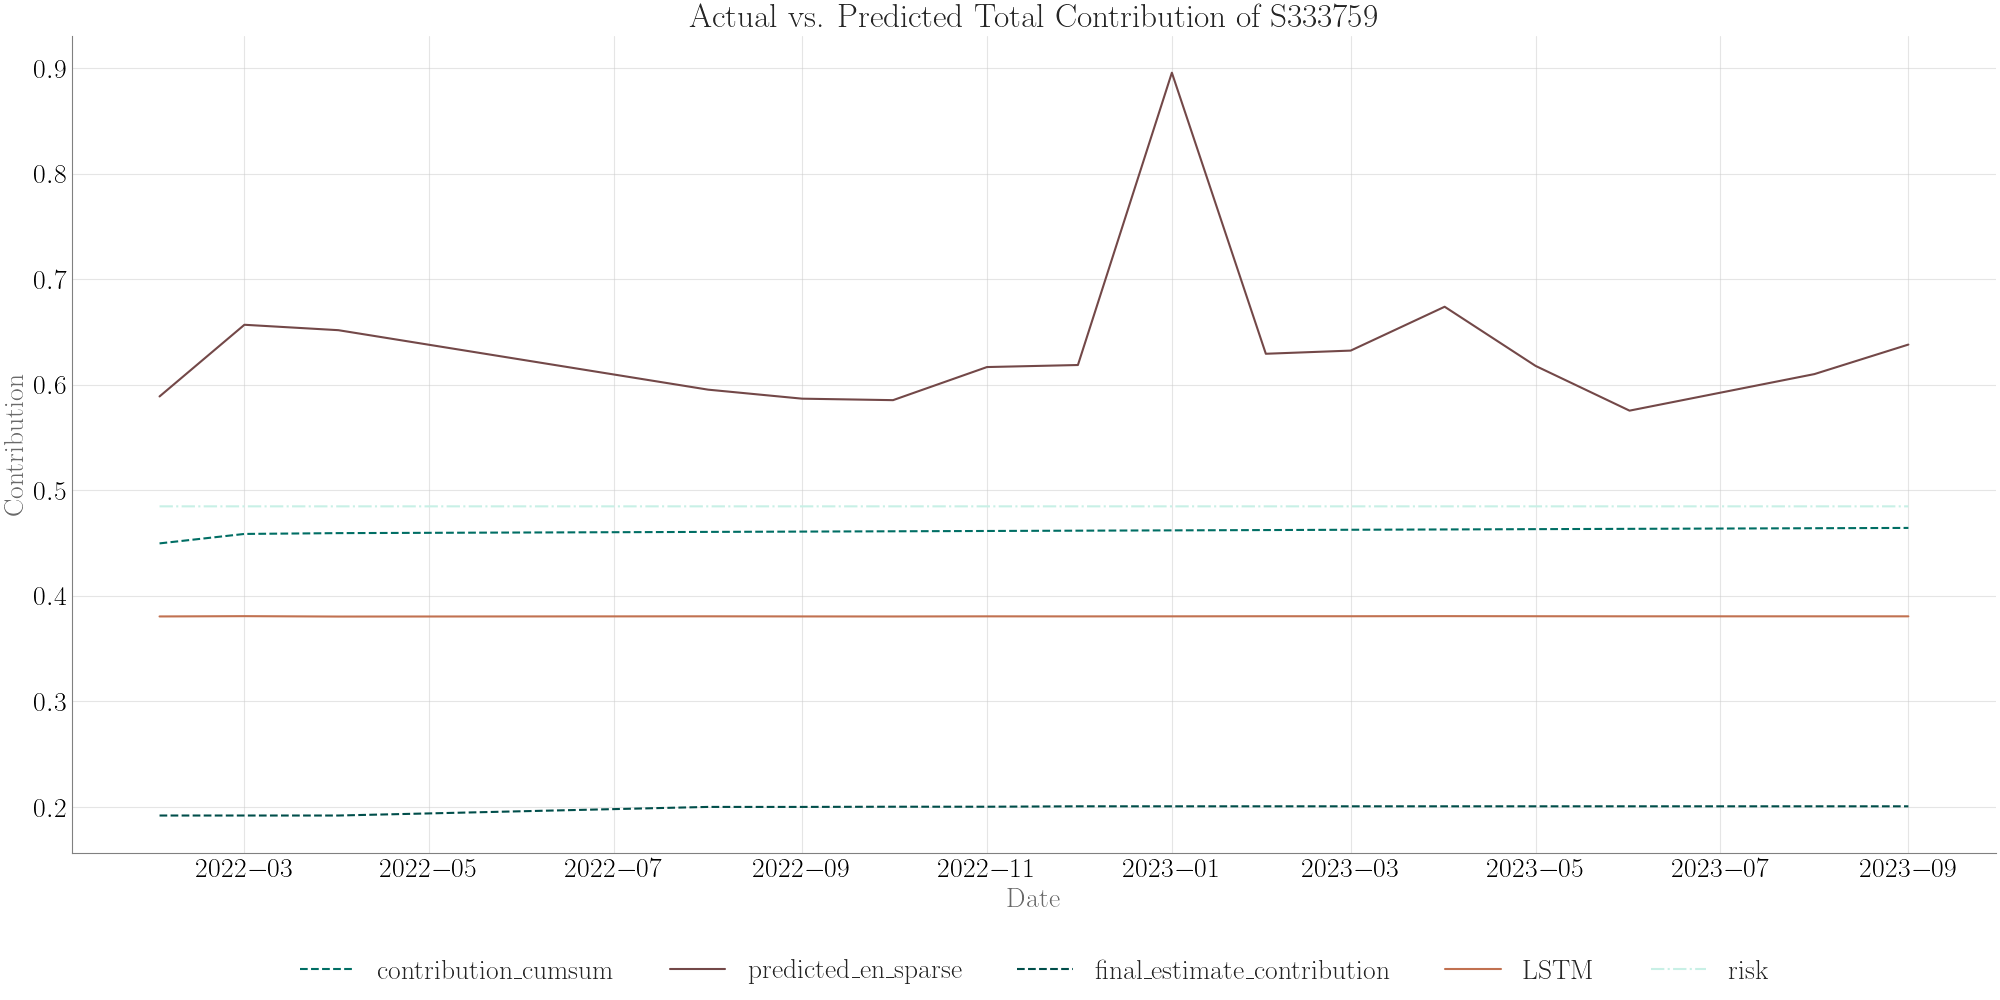 Actual vs. Predicted Total Contribution of S333759
0.9
0.8
0.7
0.6
0.5
0.4
0.3
0.2
Contribution
2022−03 2022−05 2022−07 2022−09 2022−11 2023−01 2023−03 2023−05 2023−07 2023−09
Date
contribution_cumsum predicted_en_sparse final_estimate_contribution LSTM risk